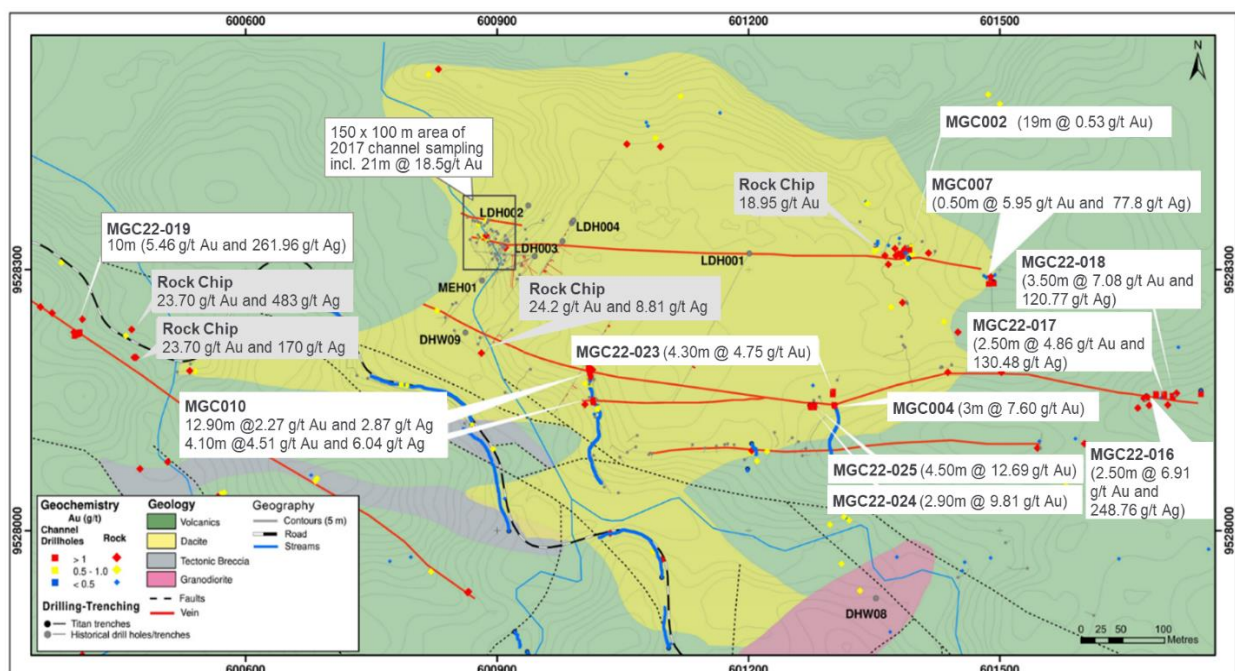 600600
600900
601200
601500
N
150 x 100 m area of
2017 channel sampling
incl. 21m @ 18.5g/t Au
MGC002 (19m @ 0.53 g/t Au)
MGC007
(0.50m @ 5.95 g/t Au and 77.8 g/t Ag)
Rock Chip
18.95 g/t Au
LDH002
LDH004
LDH003
LDH001
MGC22-019
10m (5.46 g/t Au and 261.96 g/t Ag)
9528300
9528300
MGC22-018
(3.50m @ 7.08 g/t Au and
120.77 g/t Ag)
MEH01
Rock Chip
23.70 g/t Au and 483 g/t Ag
Rock Chip
24.2 g/t Au and 8.81 g/t Ag
MGC22-017
(2.50m @ 4.86 g/t Au and
130.48 g/t Ag)
Rock Chip
23.70 g/t Au and 170 g/t Ag
DHW09
MGC22-023 (4.30m @ 4.75 g/t Au)
MGC010
12.90m @2.27 g/t Au and 2.87 g/t Ag
4.10m @4.51 g/t Au and 6.04 g/t Ag
MGC004 (3m @ 7.60 g/t Au)
MGC22-025 (4.50m @ 12.69 g/t Au)
MGC22-024 (2.90m @ 9.81 g/t Au)
MGC22-016
(2.50m @ 6.91
g/t Au and
248.76 g/t Ag)
9528000
9528000
DHW08
Geochemistry
Au (g/t)
Channel
Drillholes
Rock
> 1
0.5 - 1.0
< 0.5
Drilling-Trenching
Titan trenches
Historical drill holes/trenches
Geology
Volcanics
Dacite
Tectonic Breccia
Granodiorite
Faults
Vein
Geography
Contours (5 m)
Road
Streams
0 25 50 100
Metres